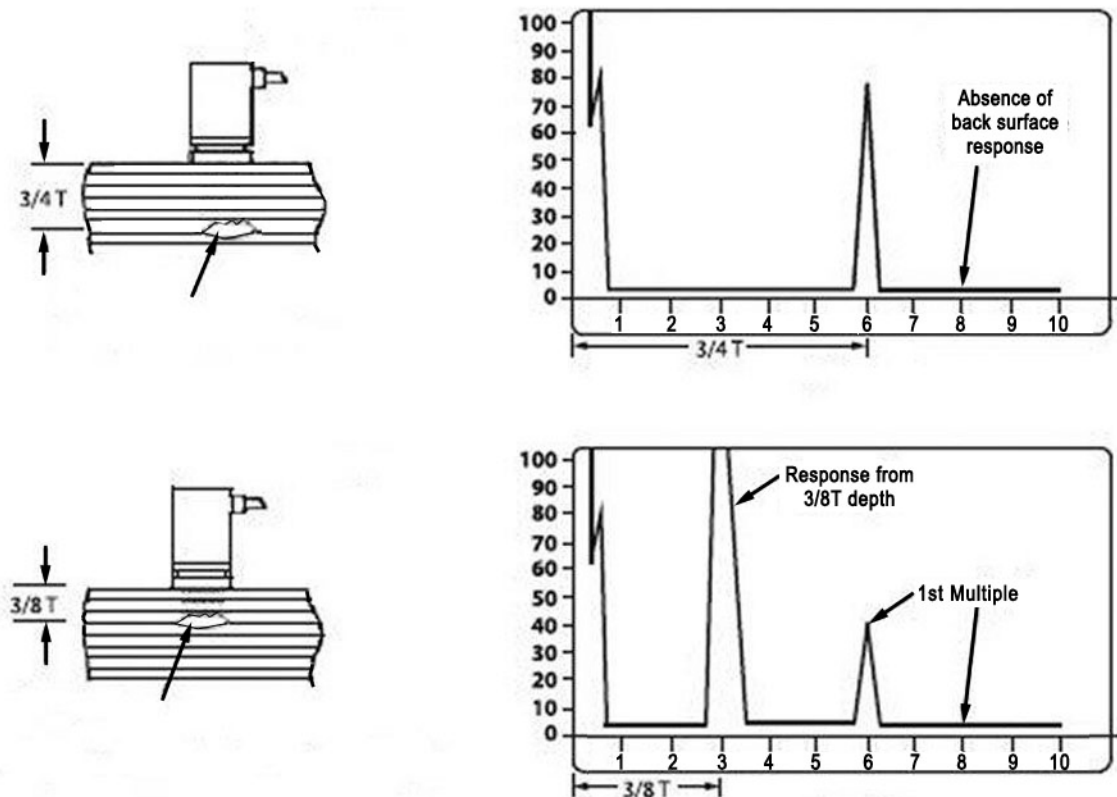 3/4 T
100
90
80
70
60
50
40
30
20
10
0
Absence of
back surface
response
1 2 3 4 5 6 7 8 9 10
3/4 T
3/8 T
100
90
80
70
60
50
40
30
20
10
0
Response from
3/8T depth
1st Multiple
1 2 3 4 5 6 7 8 9 10
3/8 T